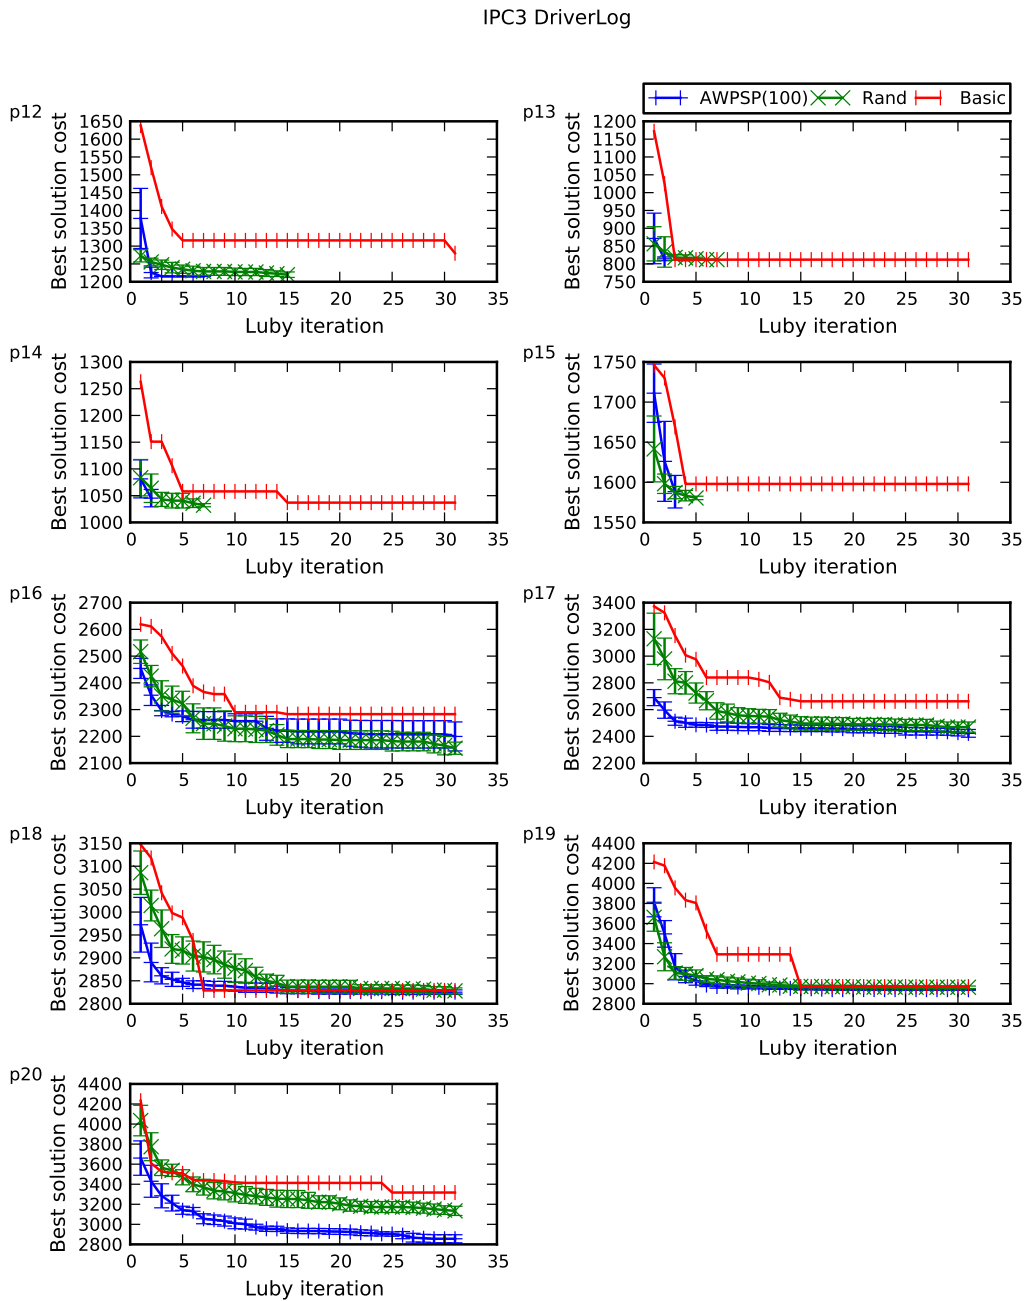 IPC3 DriverLog
AWPSP(100) Rand Basic
p12
Best solution cost
1650
1600
1550
1500
1450
1400
1350
1300
1250
1200
0 5 10 15 20 25 30 35
Luby iteration
p13
Best solution cost
1200
1150
1100
1050
1000
950
900
850
800
750
0 5 10 15 20 25 30 35
Luby iteration
p14
Best solution cost
1300
1250
1200
1150
1100
1050
1000
0 5 10 15 20 25 30 35
Luby iteration
p15
Best solution cost
1750
1700
1650
1600
1550
0 5 10 15 20 25 30 35
Luby iteration
p16
Best solution cost
2700
2600
2500
2400
2300
2200
2100
0 5 10 15 20 25 30 35
Luby iteration
p17
Best solution cost
3400
3200
3000
2800
2600
2400
2200
0 5 10 15 20 25 30 35
Luby iteration
p18
Best solution cost
3150
3100
3050
3000
2950
2900
2850
2800
0 5 10 15 20 25 30 35
Luby iteration
p19
Best solution cost
4400
4200
4000
3800
3600
3400
3200
3000
2800
0 5 10 15 20 25 30 35
Luby iteration
p20
Best solution cost
4400
4200
4000
3800
3600
3400
3200
3000
2800
0 5 10 15 20 25 30 35
Luby iteration